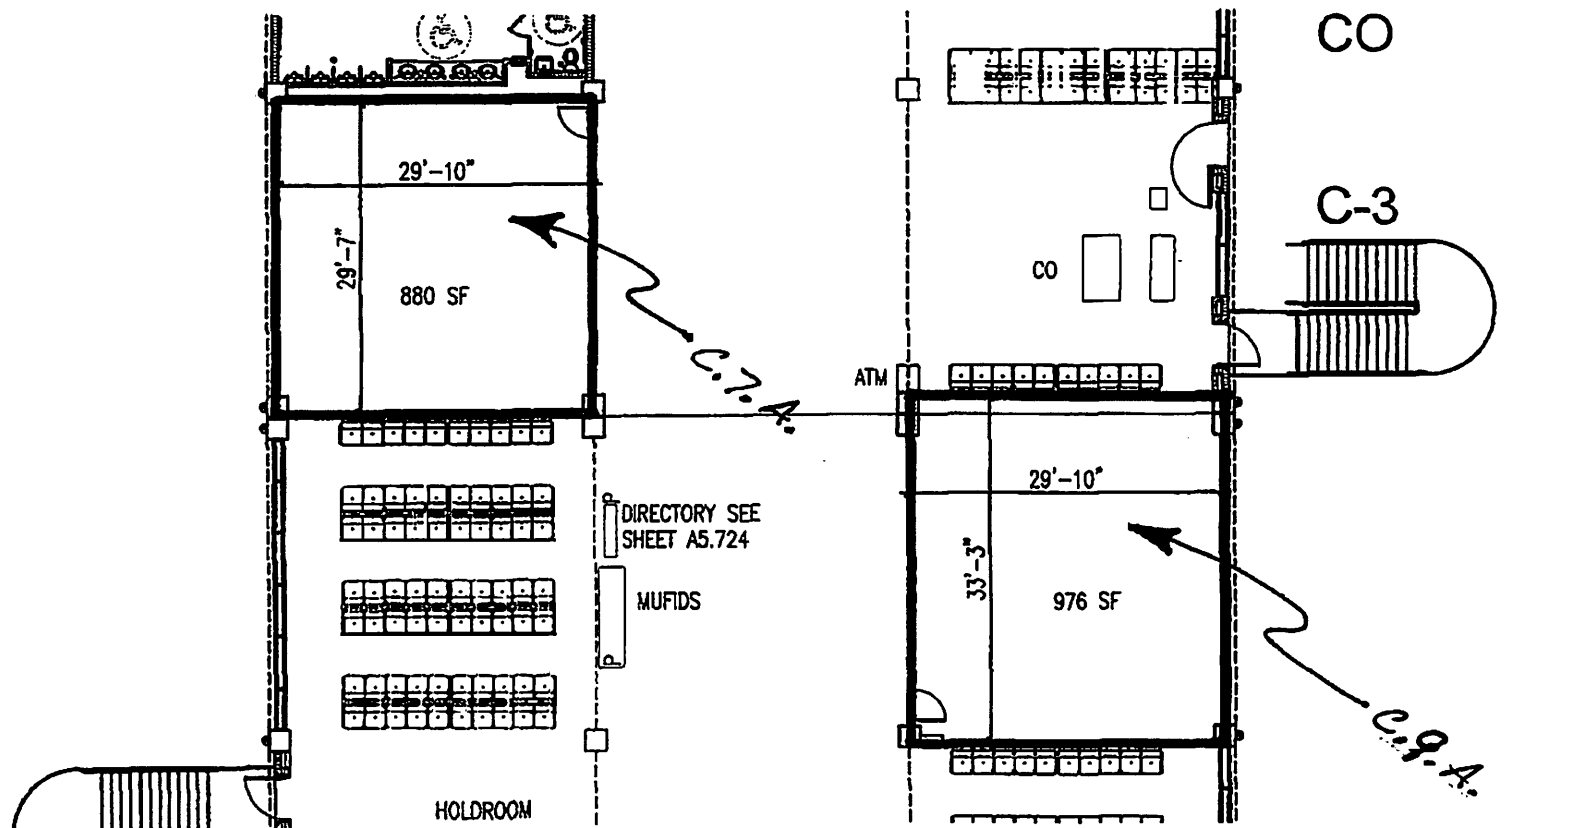 CO
29'-10"
C-3
29'-7"
880 SF
CO
C.7.A.
ATM
29'-10"
DIRECTORY SEE
SHEET A5.724
33'-3"
976 SF
MUFIDS
C.9.A.
HOLDROOM